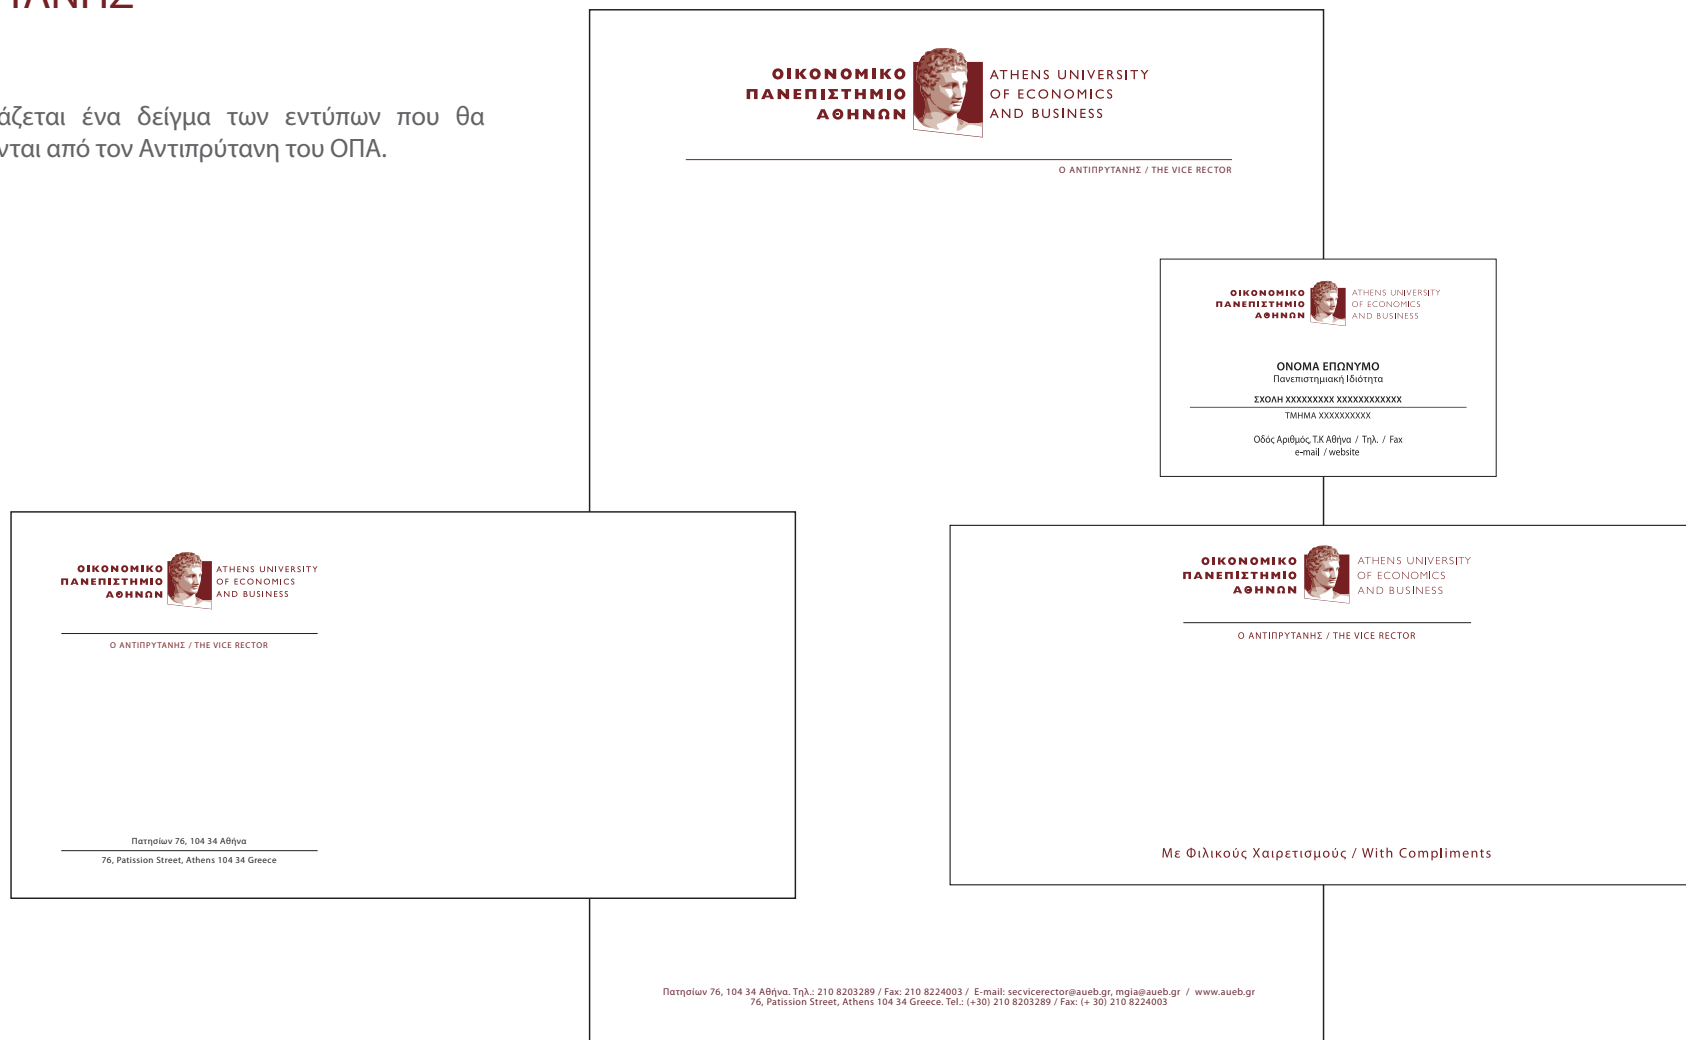 ένα δείγμα των εντύπων που θα
από τον Αντιπρύτανη του ΟΠΑ.
ΟΙΚΟΝΟΜΙΚΟ
ΠΑΝΕΠΙΣΤΗΜΙΟ
ΑΘΗΝΩΝ
ATHENS UNIVERSITY
OF ECONOMICS
AND BUSINESS
Ο ΑΝΤΙΠΡΥΤΑΝΗΣ / THE VICE RECTOR
ΟΙΚΟΝΟΜΙΚΟ
ΠΑΝΕΠΙΣΤΗΜΙΟ
ΑΘΗΝΩΝ
ATHENS UNIVERSITY
OF ECONOMICS
AND BUSINESS
ΟΝΟΜΑ ΕΠΩΝΥΜΟ
Πανεπιστημιακή Ιδιότητα
ΣΧΟΛΗ ΧΧΧΧΧΧΧΧΧ ΧΧΧΧΧΧΧΧΧΧΧΧ
ΤΜΗΜΑ ΧΧΧΧΧΧΧΧΧΧ
Οδός Αριθμός, Τ.Κ Αθήνα / Τηλ. / Fax
e-mail / website
ΟΙΚΟΝΟΜΙΚΟ
ΠΑΝΕΠΙΣΤΗΜΙΟ
ΑΘΗΝΩΝ
ATHENS UNIVERSITY
OF ECONOMICS
AND BUSINESS
Ο ΑΝΤΙΠΡΥΤΑΝΗΣ / THE VICE RECTOR
Πατησίων 76, 104 34 Αθήνα
76, Patission Street, Athens 104 34 Greece
ΟΙΚΟΝΟΜΙΚΟ
ΠΑΝΕΠΙΣΤΗΜΙΟ
ΑΘΗΝΩΝ
ATHENS UNIVERSITY
OF ECONOMICS
AND BUSINESS
Ο ΑΝΤΙΠΡΥΤΑΝΗΣ / THE VICE RECTOR
Με Φιλικούς Χαιρετισμούς / With Compliments
Πατησίων 76, 104 34 Αθήνα. Τηλ.: 210 8203289 / Fax: 210 8224003 / E-mail: secvicerector@aueb.gr, mgia@aueb.gr / www.aueb.gr
76, Patission Street, Athens 104 34 Greece. Tel.: (+30) 210 8203289 / Fax: (+ 30) 210 8224003